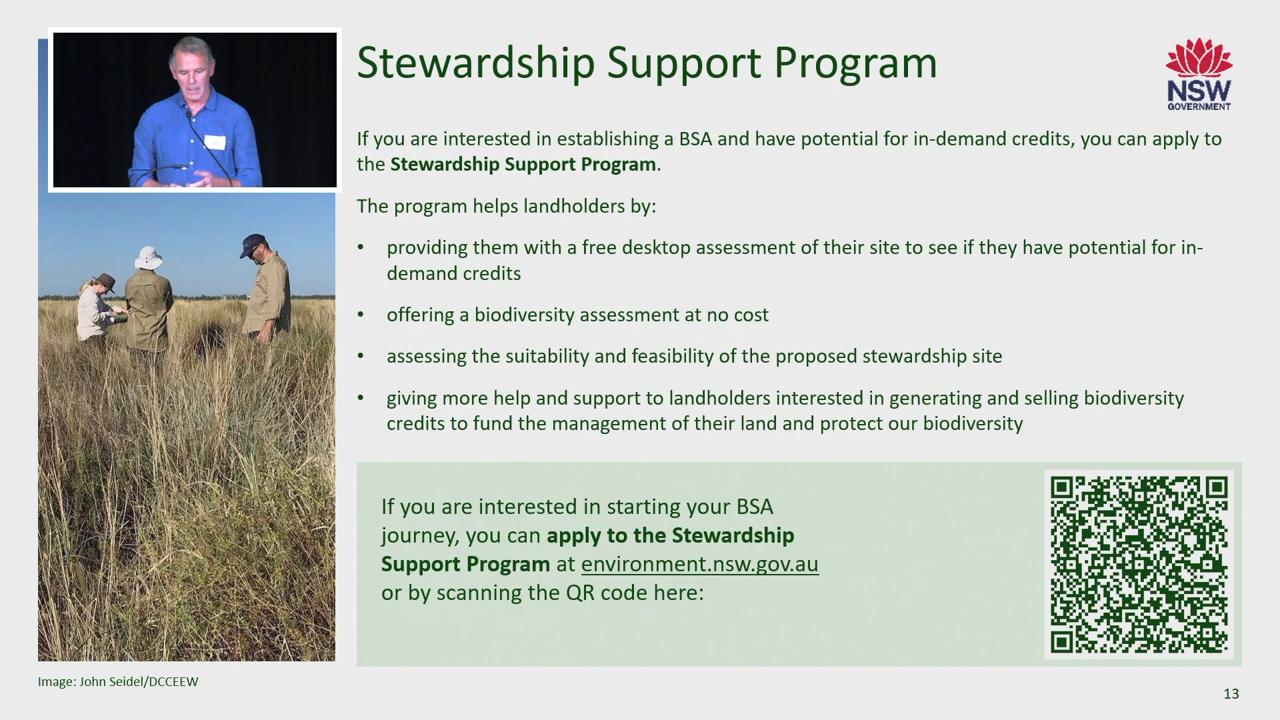 Stewardship Support Program
NSW
GOVERNMENT
If you are interested in establishing a BSA and have potential for in-demand credits, you can apply to
the Stewardship Support Program.
The program helps landholders by:
• providing them with a free desktop assessment of their site to see if they have potential for in-
demand credits
• offering a biodiversity assessment at no cost
• assessing the suitability and feasibility of the proposed stewardship site
• giving more help and support to landholders interested in generating and selling biodiversity
credits to fund the management of their land and protect our biodiversity
If you are interested in starting your BSA
journey, you can apply to the Stewardship
Support Program at environment.nsw.gov.au
or by scanning the QR code here:
Image: John Seidel/DCCEEW
13